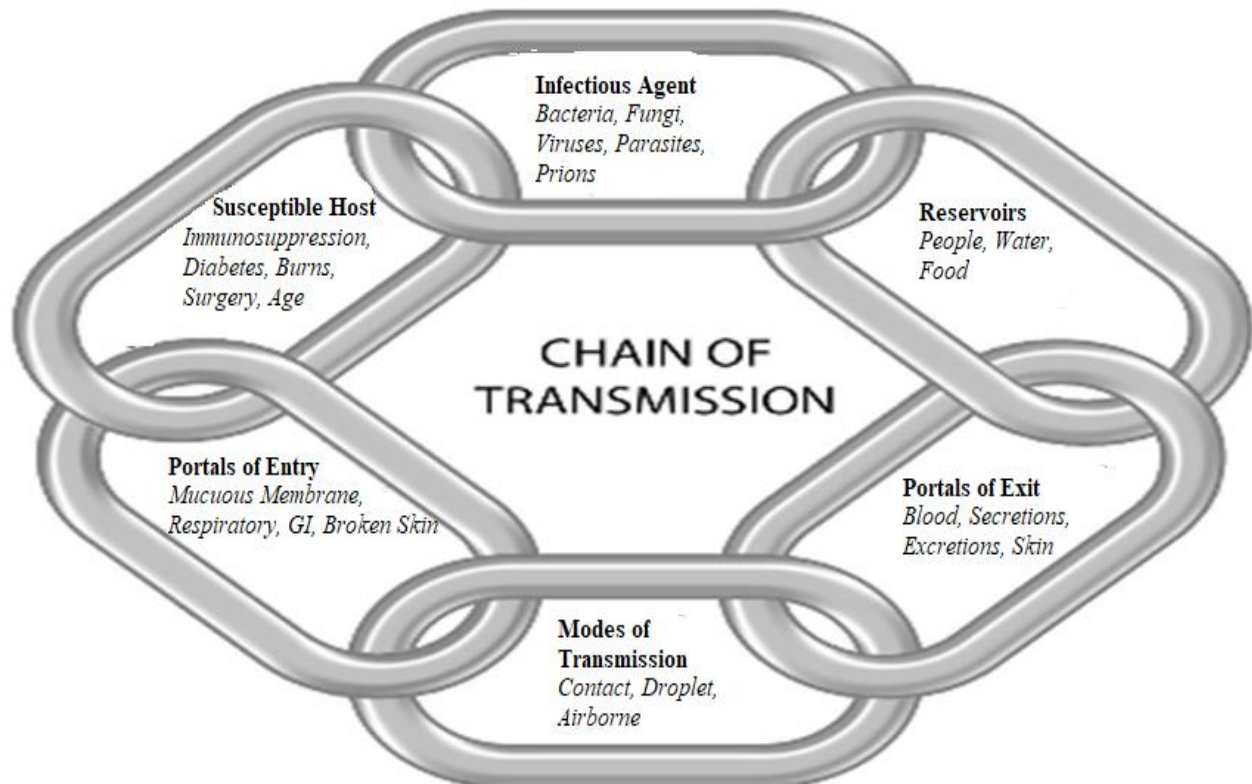 Infectious Agent
Bacteria, Fungi,
Viruses, Parasites,
Prions
Susceptible Host
Immunosuppression,
Diabetes, Burns,
Surgery, Age
Reservoirs
People, Water,
Food
CHAIN OF
TRANSMISSION
Portals of Entry
Mucuous Membrane,
Respiratory, GI, Broken Skin
Portals of Exit
Blood, Secretions,
Excretions, Skin
Modes of
Transmission
Contact, Droplet,
Airborne